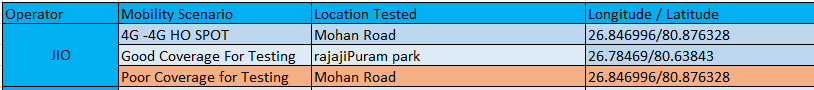 Operator Mobility Scenario Location Tested Longitude / Latitude
JIO
4G -4G HO SPOT Mohan Road 26.846996/80.876328
Good Coverage For Testing rajajiPuram park 26.78469/80.63843
Poor Coverage for Testing Mohan Road 26.846996/80.876328